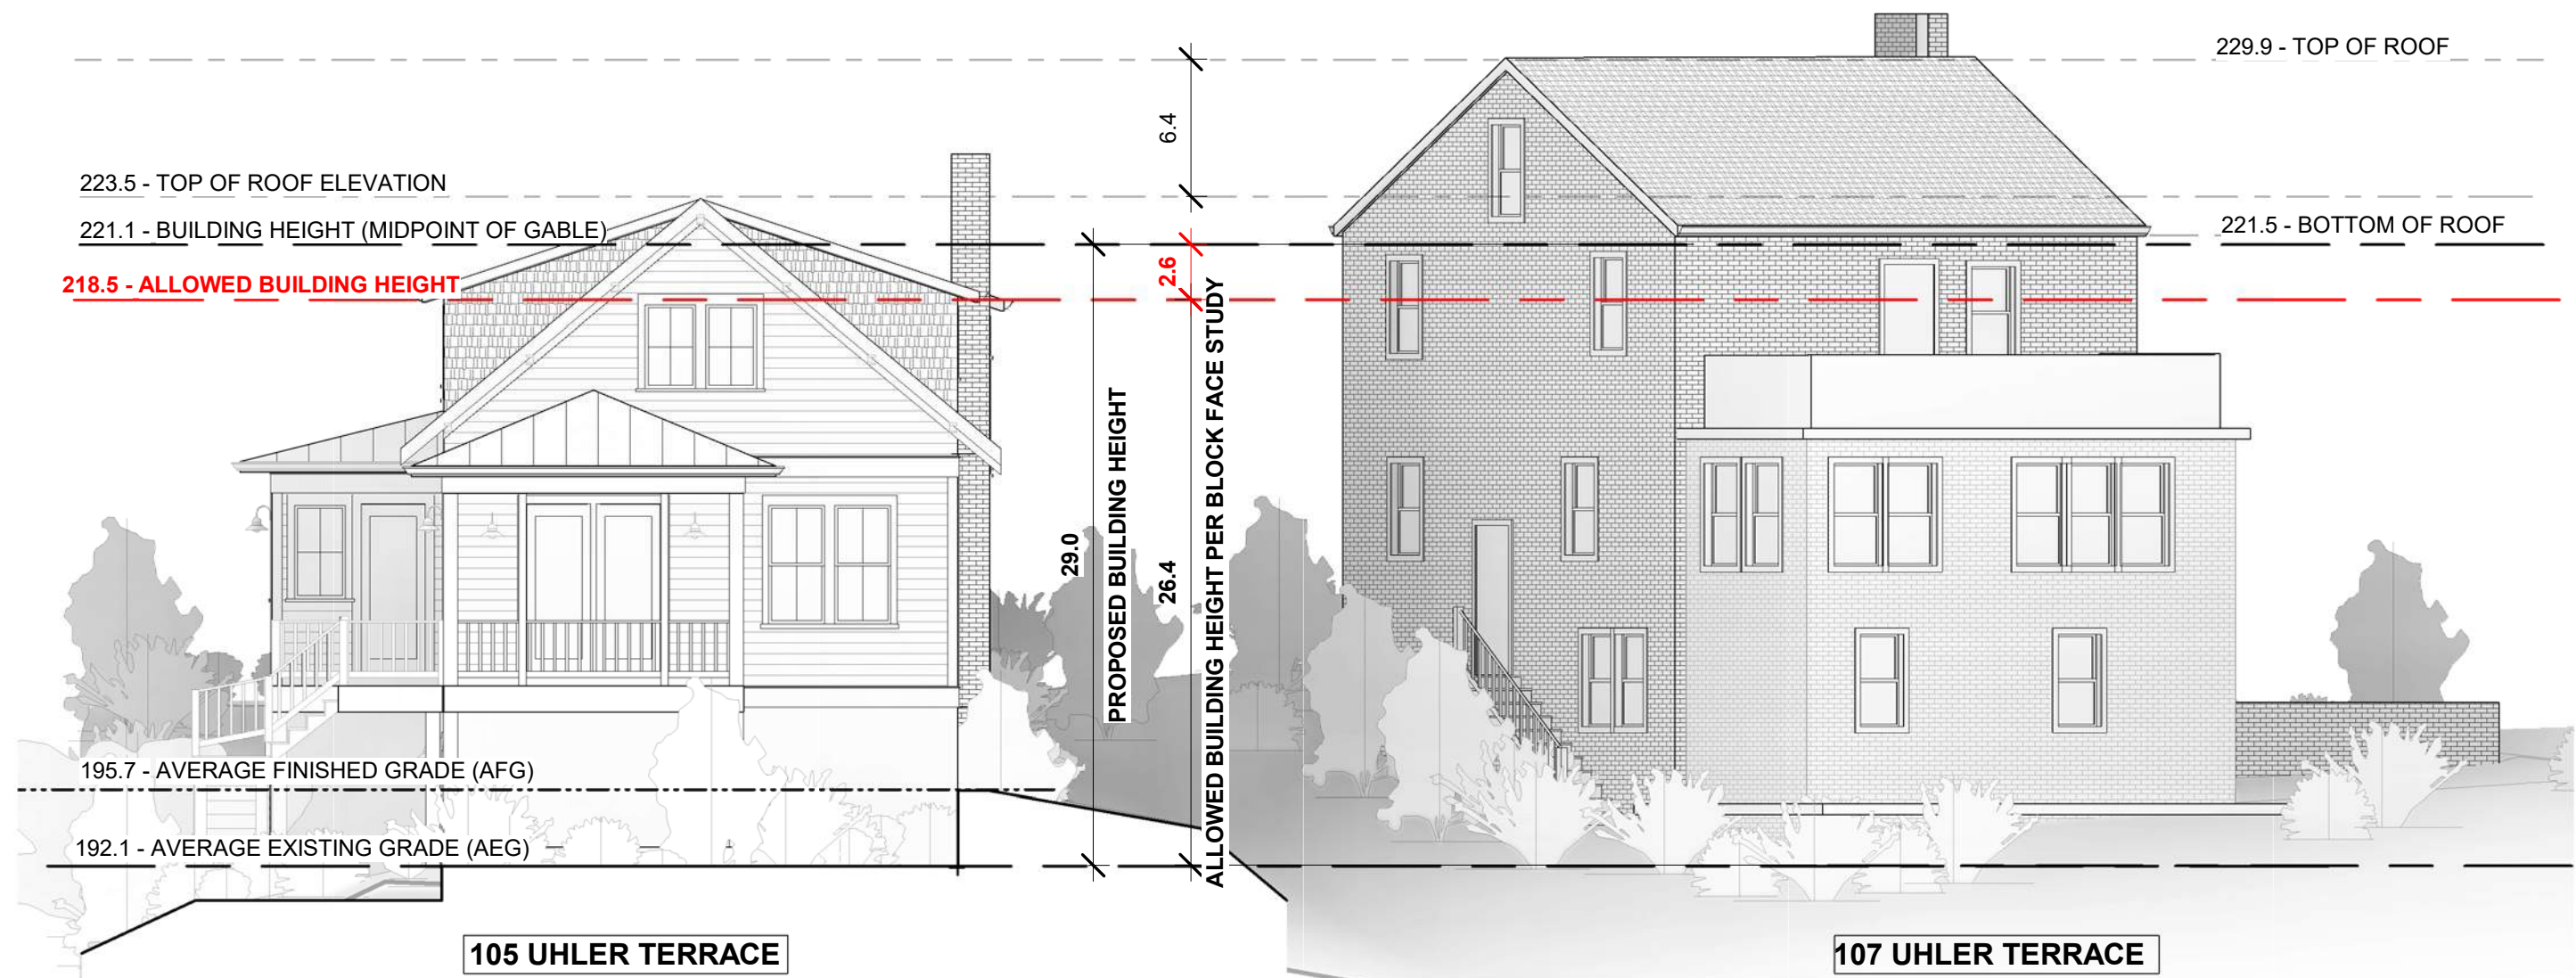 229.9 - TOP OF ROOF
6.4
223.5 - TOP OF ROOF ELEVATION
221.1 - BUILDING HEIGHT (MIDPOINT OF GABLE)
221.5 - BOTTOM OF ROOF
218.5 - ALLOWED BUILDING HEIGHT
2.6
29.0
PROPOSED BUILDING HEIGHT
26.4
ALLOWED BUILDING HEIGHT PER BLOCK FACE STUDY
195.7 - AVERAGE FINISHED GRADE (AFG)
192.1 - AVERAGE EXISTING GRADE (AEG)
105 UHLER TERRACE
107 UHLER TERRACE